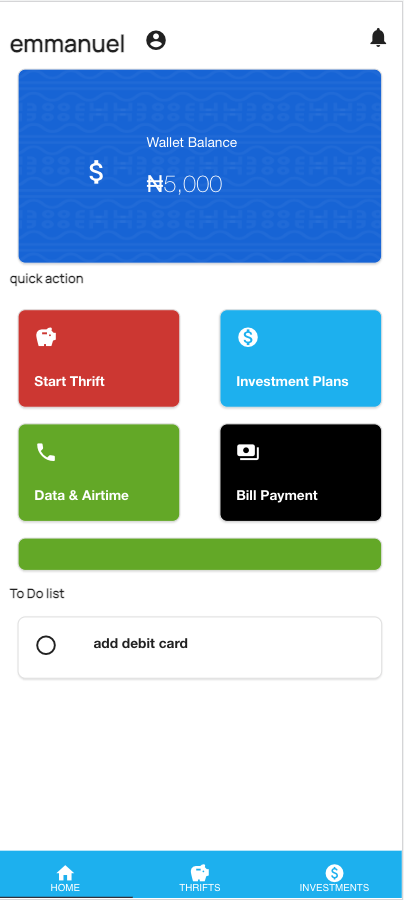 emmanuel
Wallet Balance
₦5,000
quick action
Start Thrift
Investment Plans
Data & Airtime
Bill Payment
To Do list
add debit card
HOME
THRIFTS
INVESTMENTS